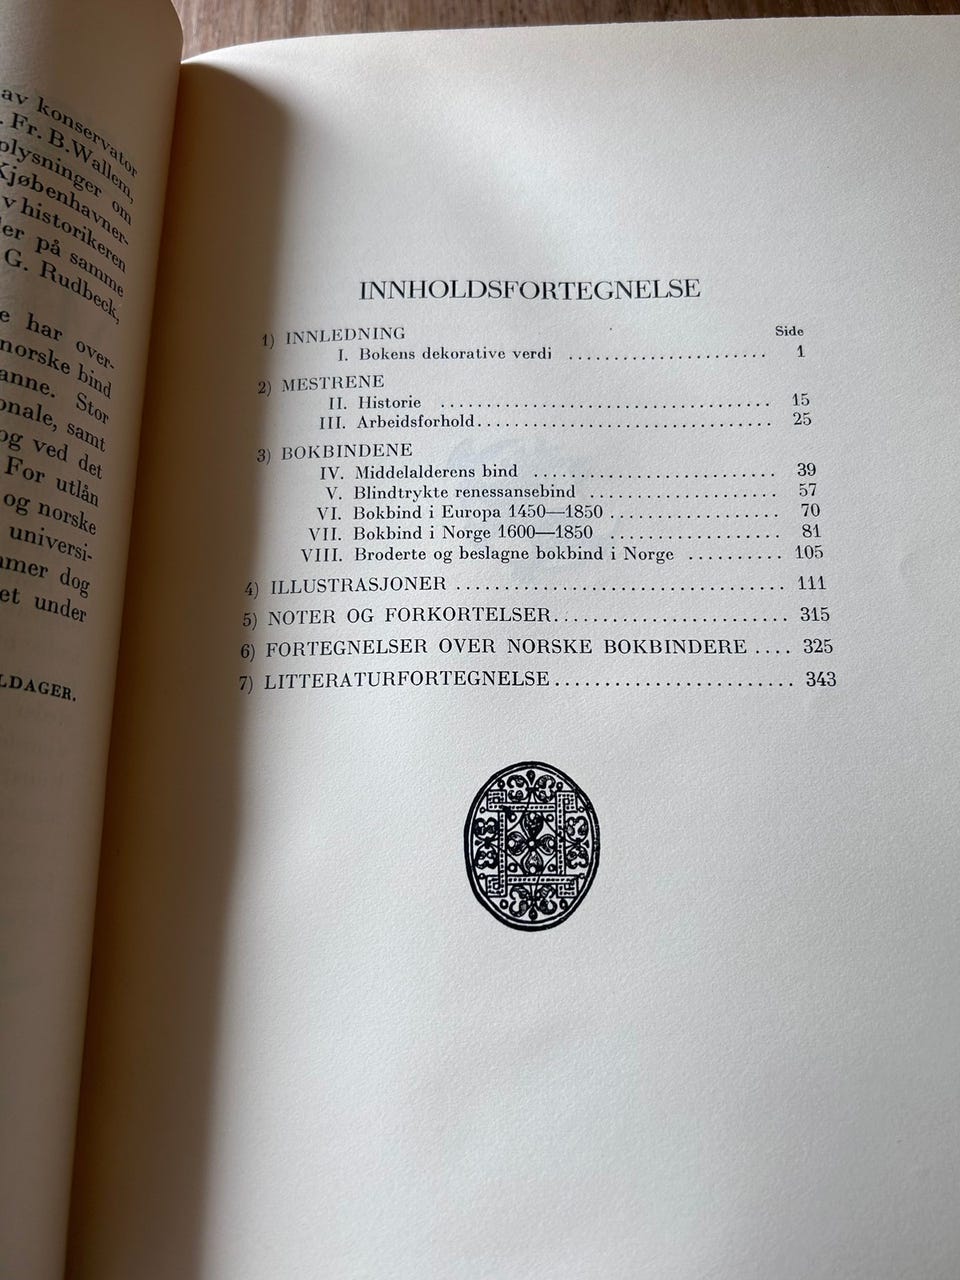 av konservator
Fr. B. Wallem,
plysninger om
Kjøbenhavner-
v historikeren
er på samme
G. Rudbeck,
e har over-
norske bind
anne. Stor
onale, samt
og ved det
For utlån
og norske
universi-
mmer dog
et under
LDAGER.
INNHOLDSFORTEGNELSE
Side
1) INNLEDNING
I. Bokens dekorative verdi ...................... 1
2) MESTRENE
II. Historie .................................... 15
III. Arbeidsforhold................................ 25
3) BOKBINDENE
IV. Middelalderens bind .......................... 39
V. Blindtrykte renessansebind .................... 57
VI. Bokbind i Europa 1450—1850 .................. 70
VII. Bokbind i Norge 1600—1850 .................. 81
VIII. Broderte og beslagne bokbind i Norge .......... 105
4) ILLUSTRASJONER .................................. 111
5) NOTER OG FORKORTELSER........................ 315
6) FORTEGNELSER OVER NORSKE BOKBINDERE .... 325
7) LITTERATURFORTEGNELSE........................ 343